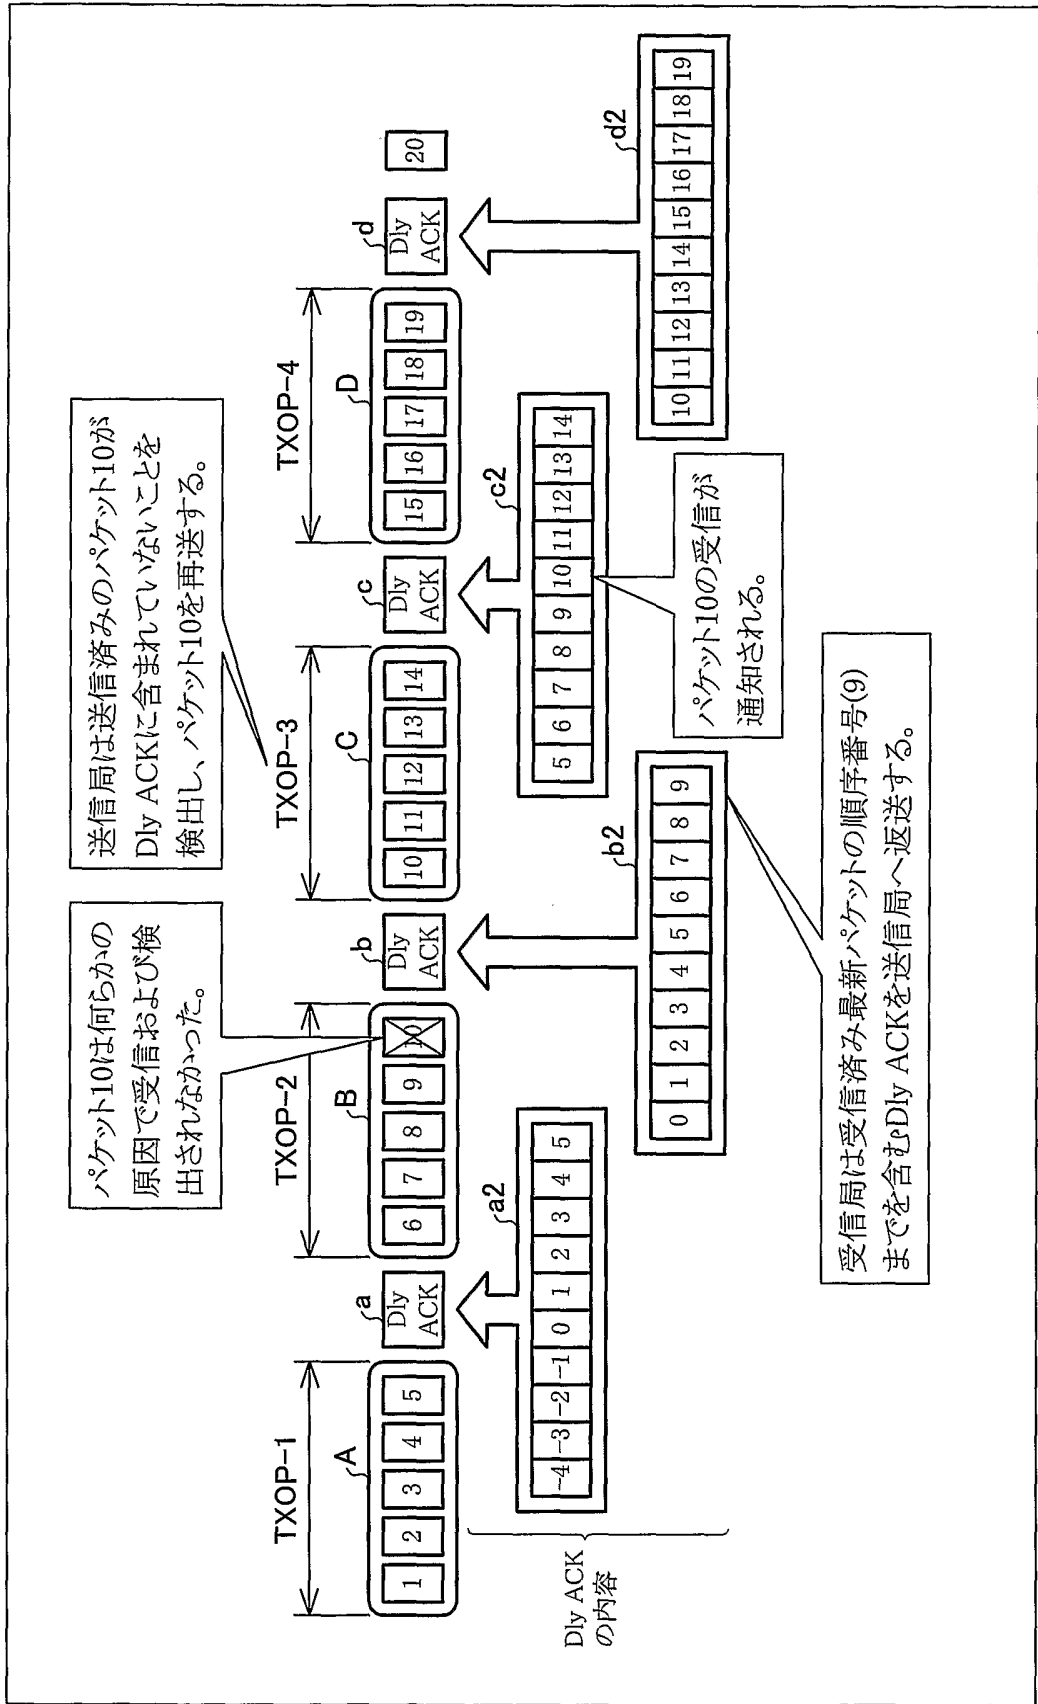 パケット10は何らかの
原因で受信および検
出されなかった。
送信局は送信済みのパケット10が
Dly ACKに含まれていないことを
検出し、パケット10を再送する。
TXOP-1
TXOP-2
TXOP-3
TXOP-4
A
a
B
b
C
c
D
d
1 2 3 4 5
Dly
ACK
6 7 8 9 10
Dly
ACK
10 11 12 13 14
Dly
ACK
15 16 17 18 19
Dly
ACK
20
Dly ACK
の内容
a2
-4 -3 -2 -1 0 1 2 3 4 5
b2
0 1 2 3 4 5 6 7 8 9
c2
5 6 7 8 9 10 11 12 13 14
d2
10 11 12 13 14 15 16 17 18 19
パケット10の受信が
通知される。
受信局は受信済み最新パケットの順序番号(9)
までを含むDly ACKを送信局へ返送する。